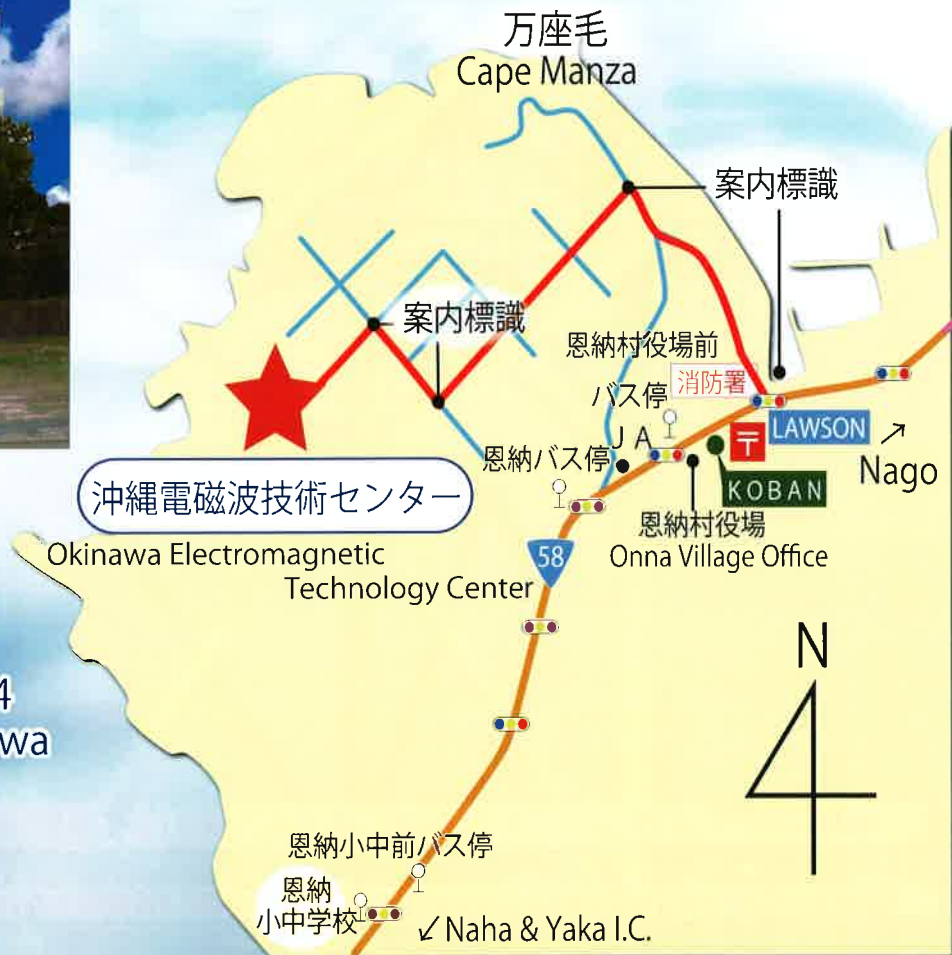 万座毛
Cape Manza
案内標識
案内標識
恩納村役場前
バス停
消防署
JA
恩納バス停
〒
LAWSON
Nago
KOBAN
沖縄電磁波技術センター
恩納村役場
Onna Village Office
Okinawa Electromagnetic
Technology Center
58
N
4
wa
恩納小中前バス停
恩納
小中学校
Naha & Yaka I.C.